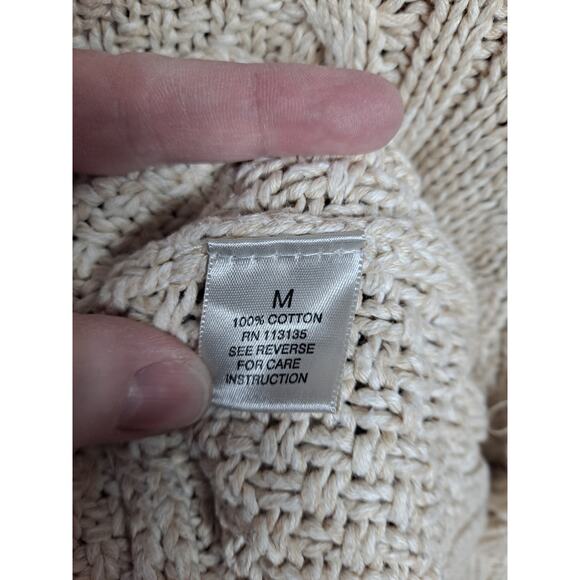 M
100% COTTON
RN 113135
SEE REVERSE
FOR CARE
INSTRUCTION